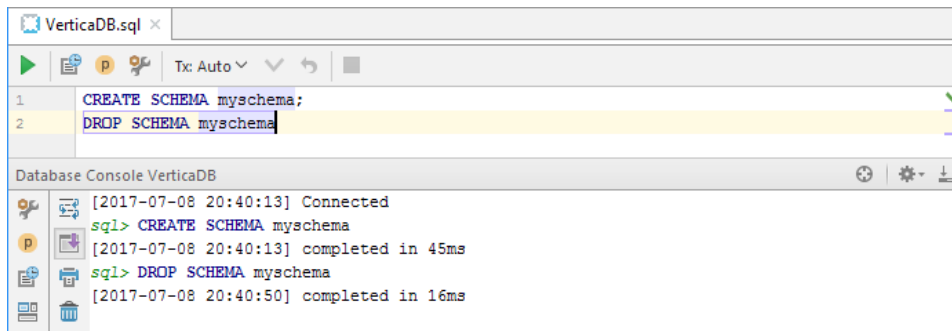 VerticaDB.sql
Tx: Auto
1 CREATE SCHEMA myschema;
2 DROP SCHEMA myschema
Database Console VerticaDB
[2017-07-08 20:40:13] Connected
sql> CREATE SCHEMA myschema
[2017-07-08 20:40:13] completed in 45ms
sql> DROP SCHEMA myschema
[2017-07-08 20:40:50] completed in 16ms